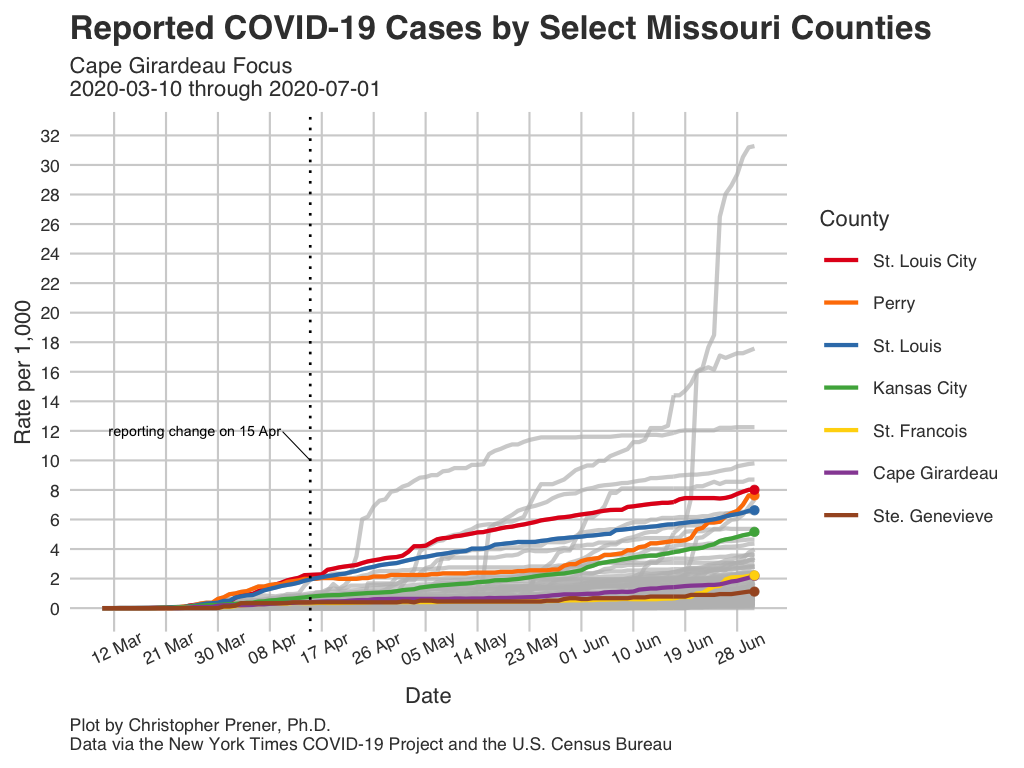 Reported COVID-19 Cases by Select Missouri Counties
Cape Girardeau Focus
2020-03-10 through 2020-07-01
32
30
28
26
24
22
20
18
16
14
12
10
8
6
4
2
0
Rate per 1,000
reporting change on 15 Apr
12 Mar
21 Mar
30 Mar
08 Apr
17 Apr
26 Apr
05 May
14 May
23 May
01 Jun
10 Jun
19 Jun
28 Jun
Date
County
St. Louis City
Perry
St. Louis
Kansas City
St. Francois
Cape Girardeau
Ste. Genevieve
Plot by Christopher Prener, Ph.D.
Data via the New York Times COVID-19 Project and the U.S. Census Bureau